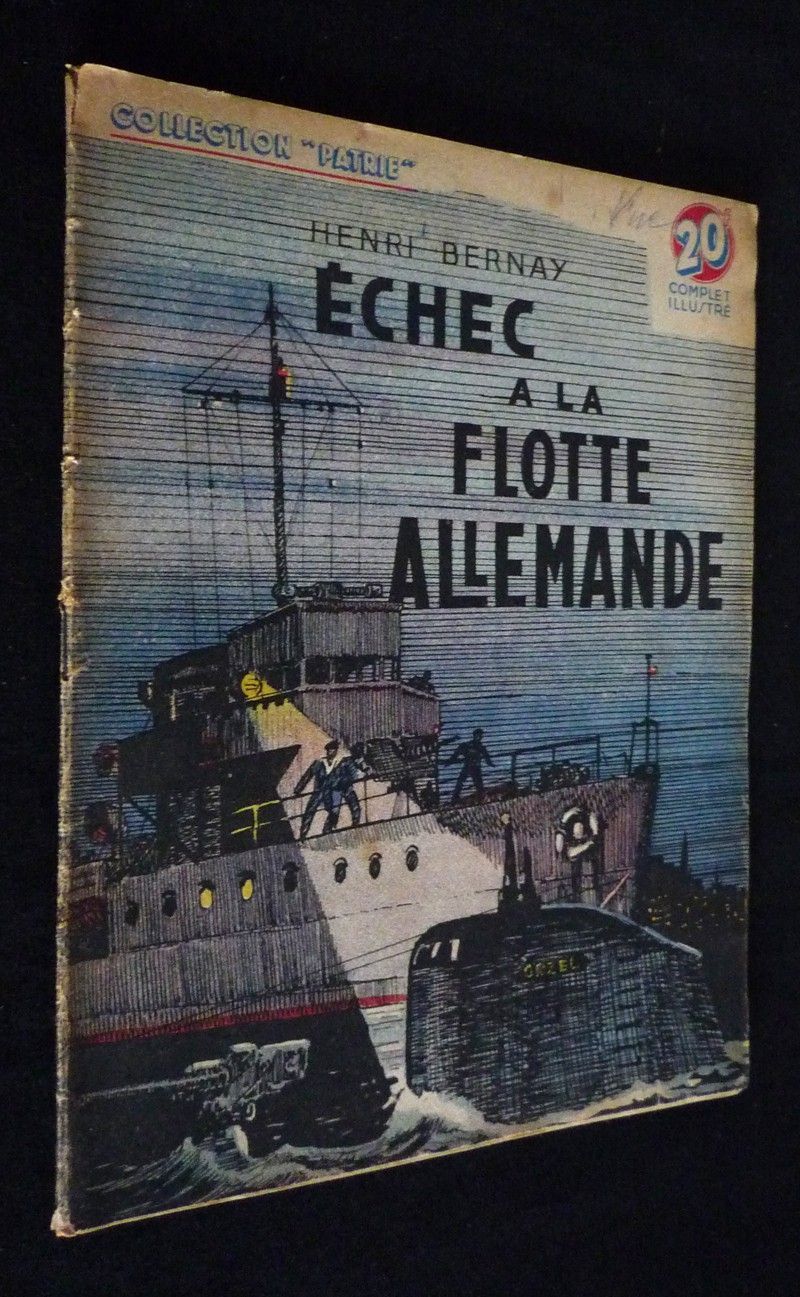 COLLECTION "PATRIE"
HENRI BERNAY
ÉCHEC
A LA
FLOTTE
ALLEMANDE
20
COMPLET
ILLUSTRÉ
ORZEL